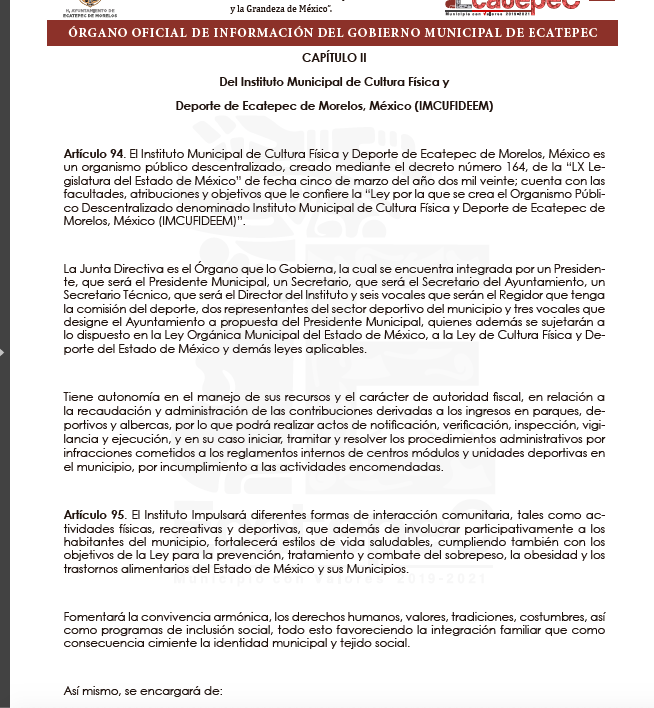 H. AYUNTAMIENTO DE
ECATEPEC DE MORELOS
y la Grandeza de México”.
Ecatepec
Municipio con Valores 2019-2021
ÓRGANO OFICIAL DE INFORMACIÓN DEL GOBIERNO MUNICIPAL DE ECATEPEC
CAPÍTULO II
Del Instituto Municipal de Cultura Física y
Deporte de Ecatepec de Morelos, México (IMCUFIDEEM)
Artículo 94. El Instituto Municipal de Cultura Física y Deporte de Ecatepec de Morelos, México es
un organismo público descentralizado, creado mediante el decreto número 164, de la “LX Le-
gislatura del Estado de México” de fecha cinco de marzo del año dos mil veinte; cuenta con las
facultades, atribuciones y objetivos que le confiere la “Ley por la que se crea el Organismo Públi-
co Descentralizado denominado Instituto Municipal de Cultura Física y Deporte de Ecatepec de
Morelos, México (IMCUFIDEEM)”.
La Junta Directiva es el Órgano que lo Gobierna, la cual se encuentra integrada por un Presiden-
te, que será el Presidente Municipal, un Secretario, que será el Secretario del Ayuntamiento, un
Secretario Técnico, que será el Director del Instituto y seis vocales que serán el Regidor que tenga
la comisión del deporte, dos representantes del sector deportivo del municipio y tres vocales que
designe el Ayuntamiento a propuesta del Presidente Municipal, quienes además se sujetarán a
lo dispuesto en la Ley Orgánica Municipal del Estado de México, a la Ley de Cultura Física y De-
porte del Estado de México y demás leyes aplicables.
Tiene autonomía en el manejo de sus recursos y el carácter de autoridad fiscal, en relación a
la recaudación y administración de las contribuciones derivadas a los ingresos en parques, de-
portivos y albercas, por lo que podrá realizar actos de notificación, verificación, inspección, vigi-
lancia y ejecución, y en su caso iniciar, tramitar y resolver los procedimientos administrativos por
infracciones cometidos a los reglamentos internos de centros módulos y unidades deportivas en
el municipio, por incumplimiento a las actividades encomendadas.
Artículo 95. El Instituto Impulsará diferentes formas de interacción comunitaria, tales como ac-
tividades físicas, recreativas y deportivas, que además de involucrar participativamente a los
habitantes del municipio, fortalecerá estilos de vida saludables, cumpliendo también con los
objetivos de la Ley para la prevención, tratamiento y combate del sobrepeso, la obesidad y los
trastornos alimentarios del Estado de México y sus Municipios.
Municipio con Valores 2019-2021
Fomentará la convivencia armónica, los derechos humanos, valores, tradiciones, costumbres, así
como programas de inclusión social, todo esto favoreciendo la integración familiar que como
consecuencia cimiente la identidad municipal y tejido social.
Así mismo, se encargará de: